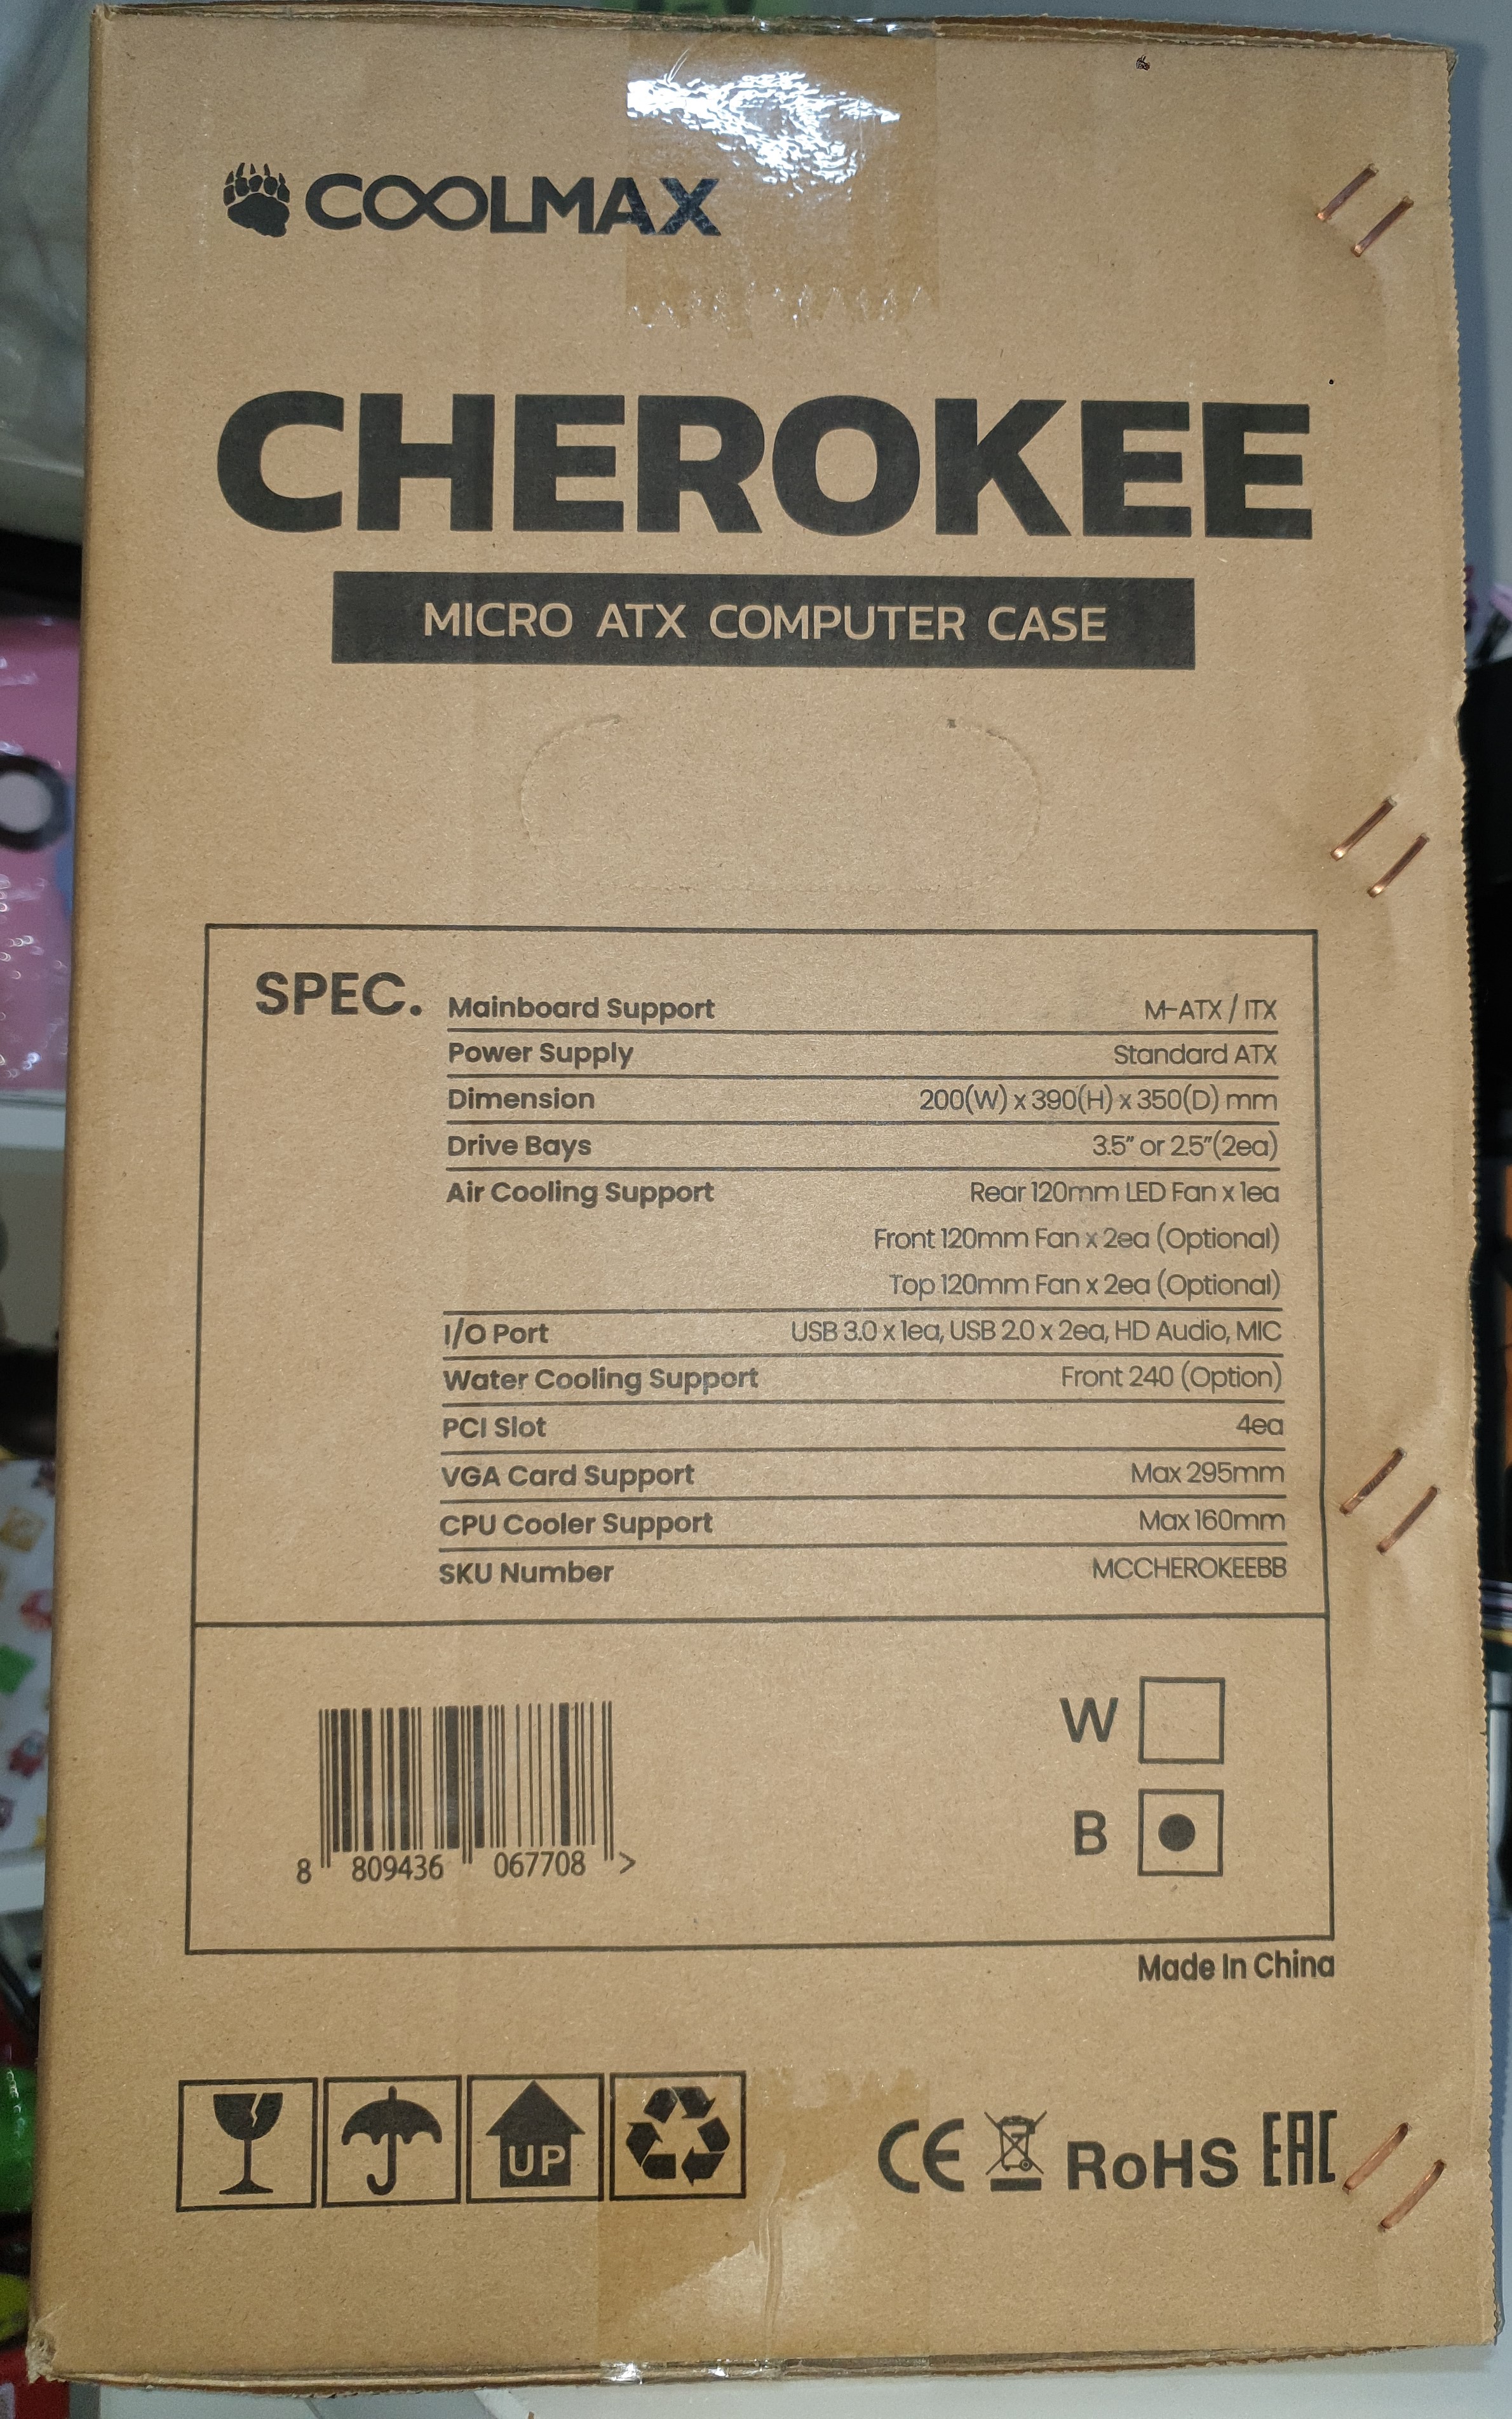 COOLMAX
CHEROKEE
MICRO ATX COMPUTER CASE
SPEC.
Mainboard Support M-ATX / ITX
Power Supply Standard ATX
Dimension 200(W) x 390(H) x 350(D) mm
Drive Bays 3.5” or 2.5”(2ea)
Air Cooling Support Rear 120mm LED Fan x 1ea
Front 120mm Fan x 2ea (Optional)
Top 120mm Fan x 2ea (Optional)
I/O Port USB 3.0 x 1ea, USB 2.0 x 2ea, HD Audio, MIC
Water Cooling Support Front 240 (Option)
PCI Slot 4ea
VGA Card Support Max 295mm
CPU Cooler Support Max 160mm
SKU Number MCCHEROKEEBB
W
B
8 809436 067708 >
Made In China
UP
CE RoHS EAC